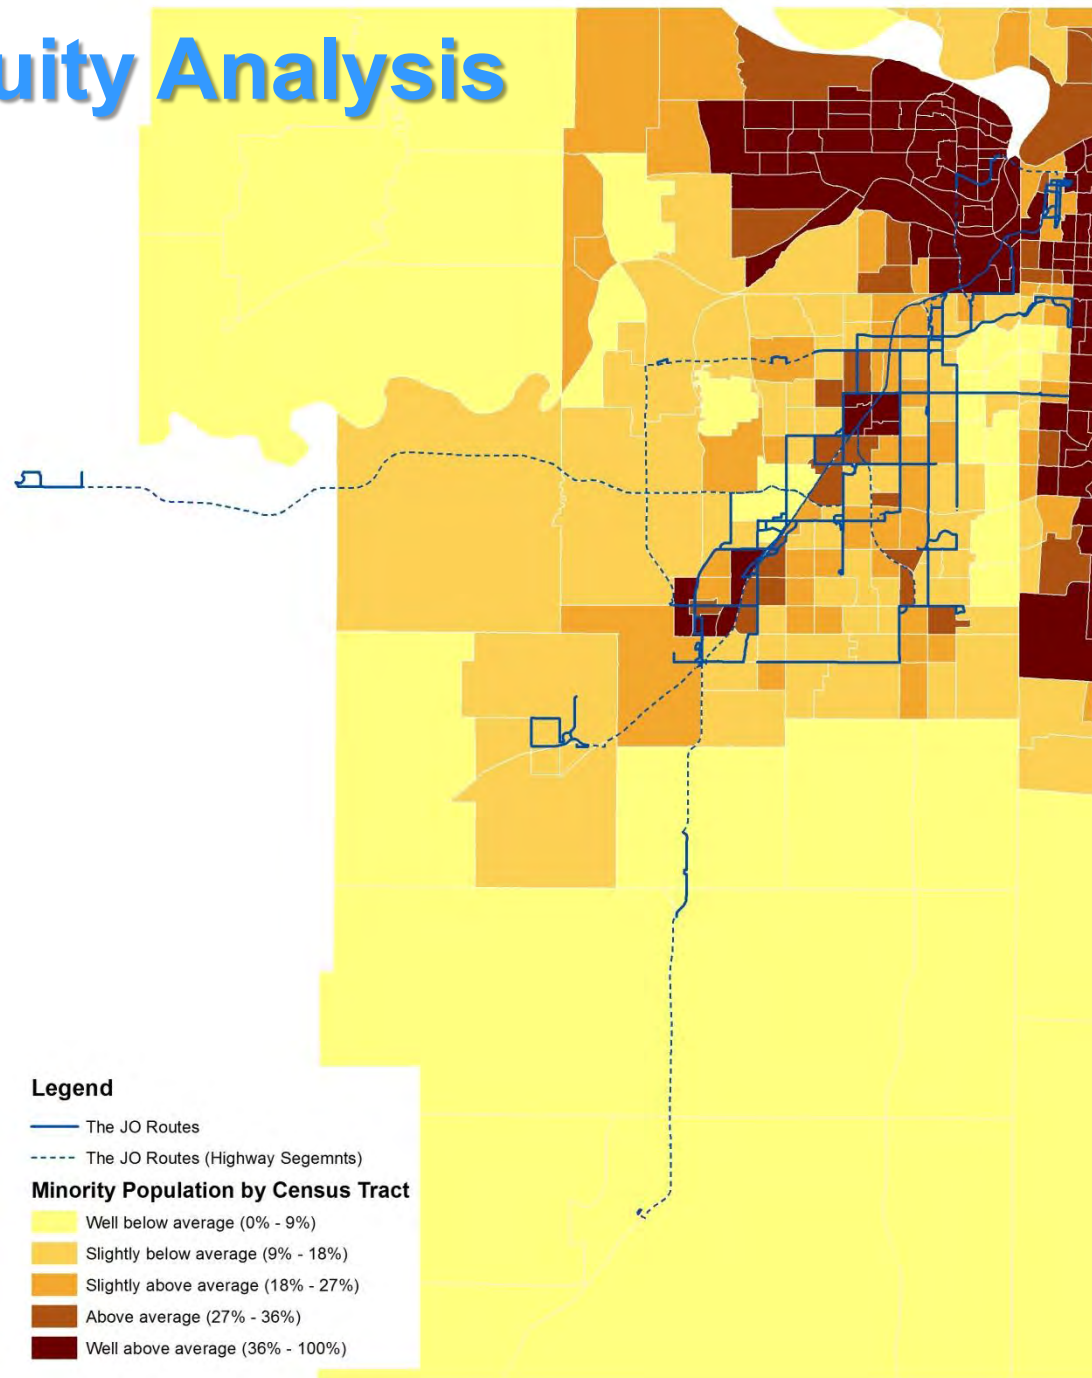 uity Analysis
Legend
The JO Routes
The JO Routes (Highway Segemnts)
Minority Population by Census Tract
Well below average (0% - 9%)
Slightly below average (9% - 18%)
Slightly above average (18% - 27%)
Above average (27% - 36%)
Well above average (36% - 100%)